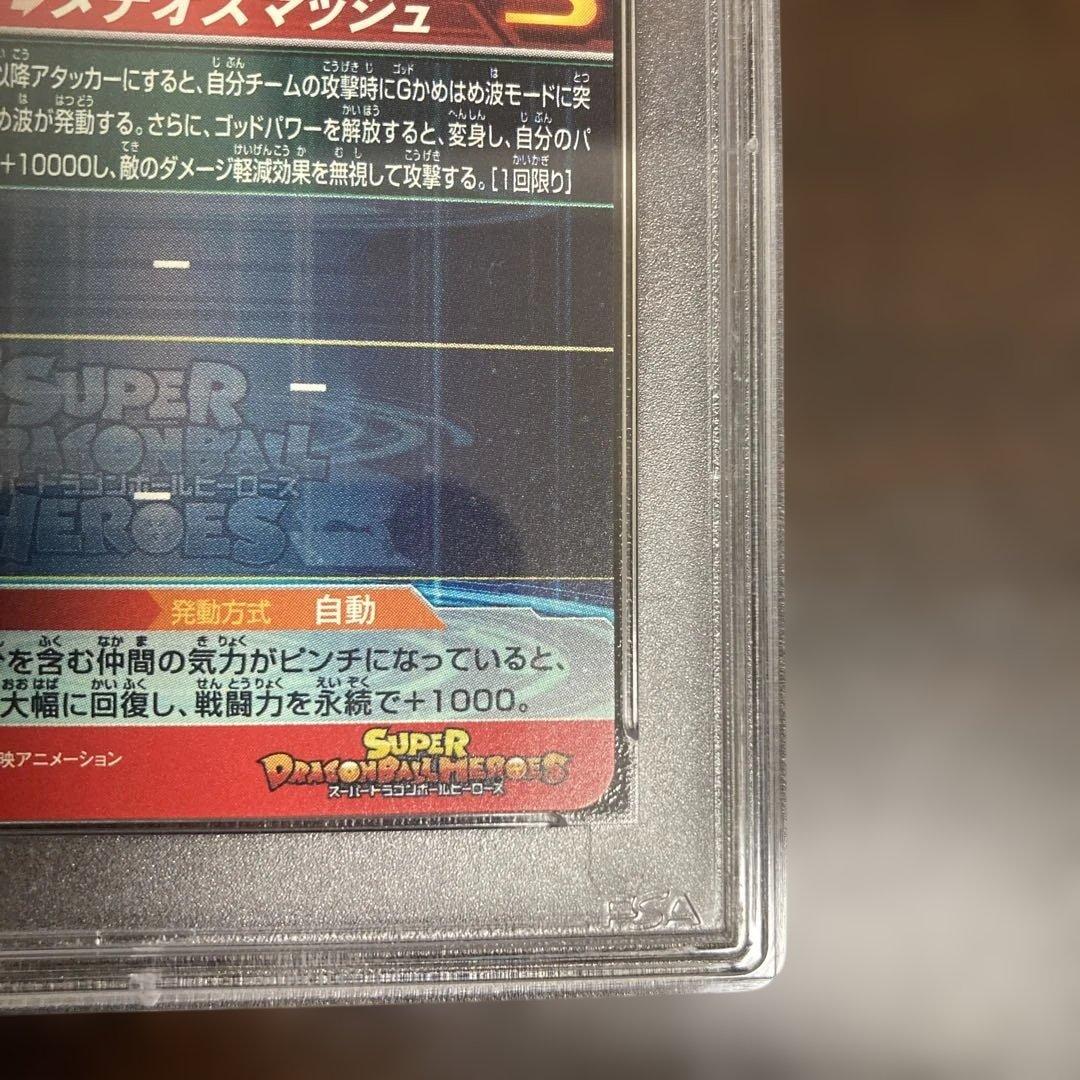 メテオスマッシュ 3
以降アタッカーにすると、自分チームの攻撃時にGかめはめ波モードに突
め波が発動する。さらに、ゴッドパワーを解放すると、変身し、自分のパ
+10000し、敵のダメージ軽減効果を無視して攻撃する。[1回限り]
ー
ー
ー
SUPER
DRAGONBALL
スーパードラゴンボールヒーローズ
HEROES
発動方式 自動
を含む仲間の気力がピンチになっていると、
大幅に回復し、戦闘力を永続で+1000。
映アニメーション
SUPER
DRAGONBALL HEROES
スーパードラゴンボールヒーローズ
PSA